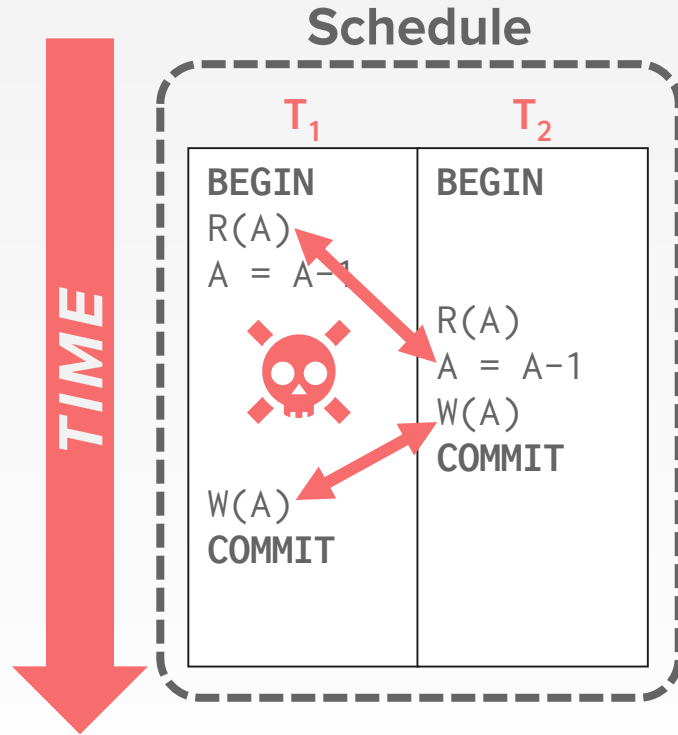 Schedule
TIME
T₁
T₂
BEGIN
R(A)
A = A-1
W(A)
COMMIT
BEGIN
R(A)
A = A-1
W(A)
COMMIT